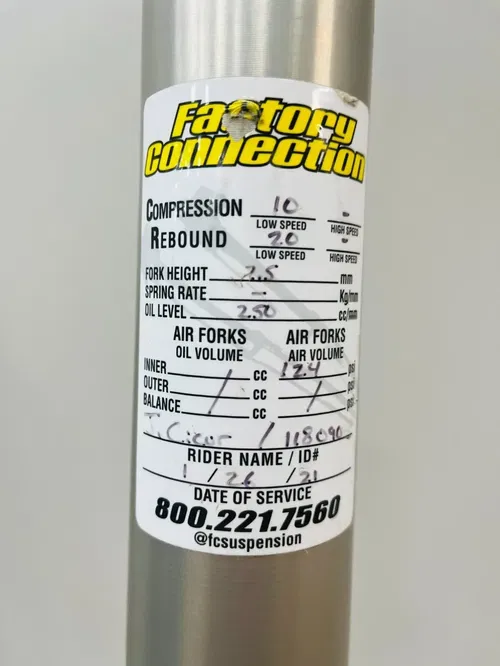 Factory
Connection
COMPRESSION 10 -
LOW SPEED HIGH SPEED
REBOUND 20 -
LOW SPEED HIGH SPEED
FORK HEIGHT 2.5 mm
SPRING RATE - Kg/mm
OIL LEVEL 250 cc/mm
AIR FORKS AIR FORKS
OIL VOLUME AIR VOLUME
INNER cc 12.4 psi
OUTER / cc / psi
BALANCE cc psi
/ 118090
RIDER NAME / ID#
1 / 26 / 21
DATE OF SERVICE
800.221.7560
@fcsuspension